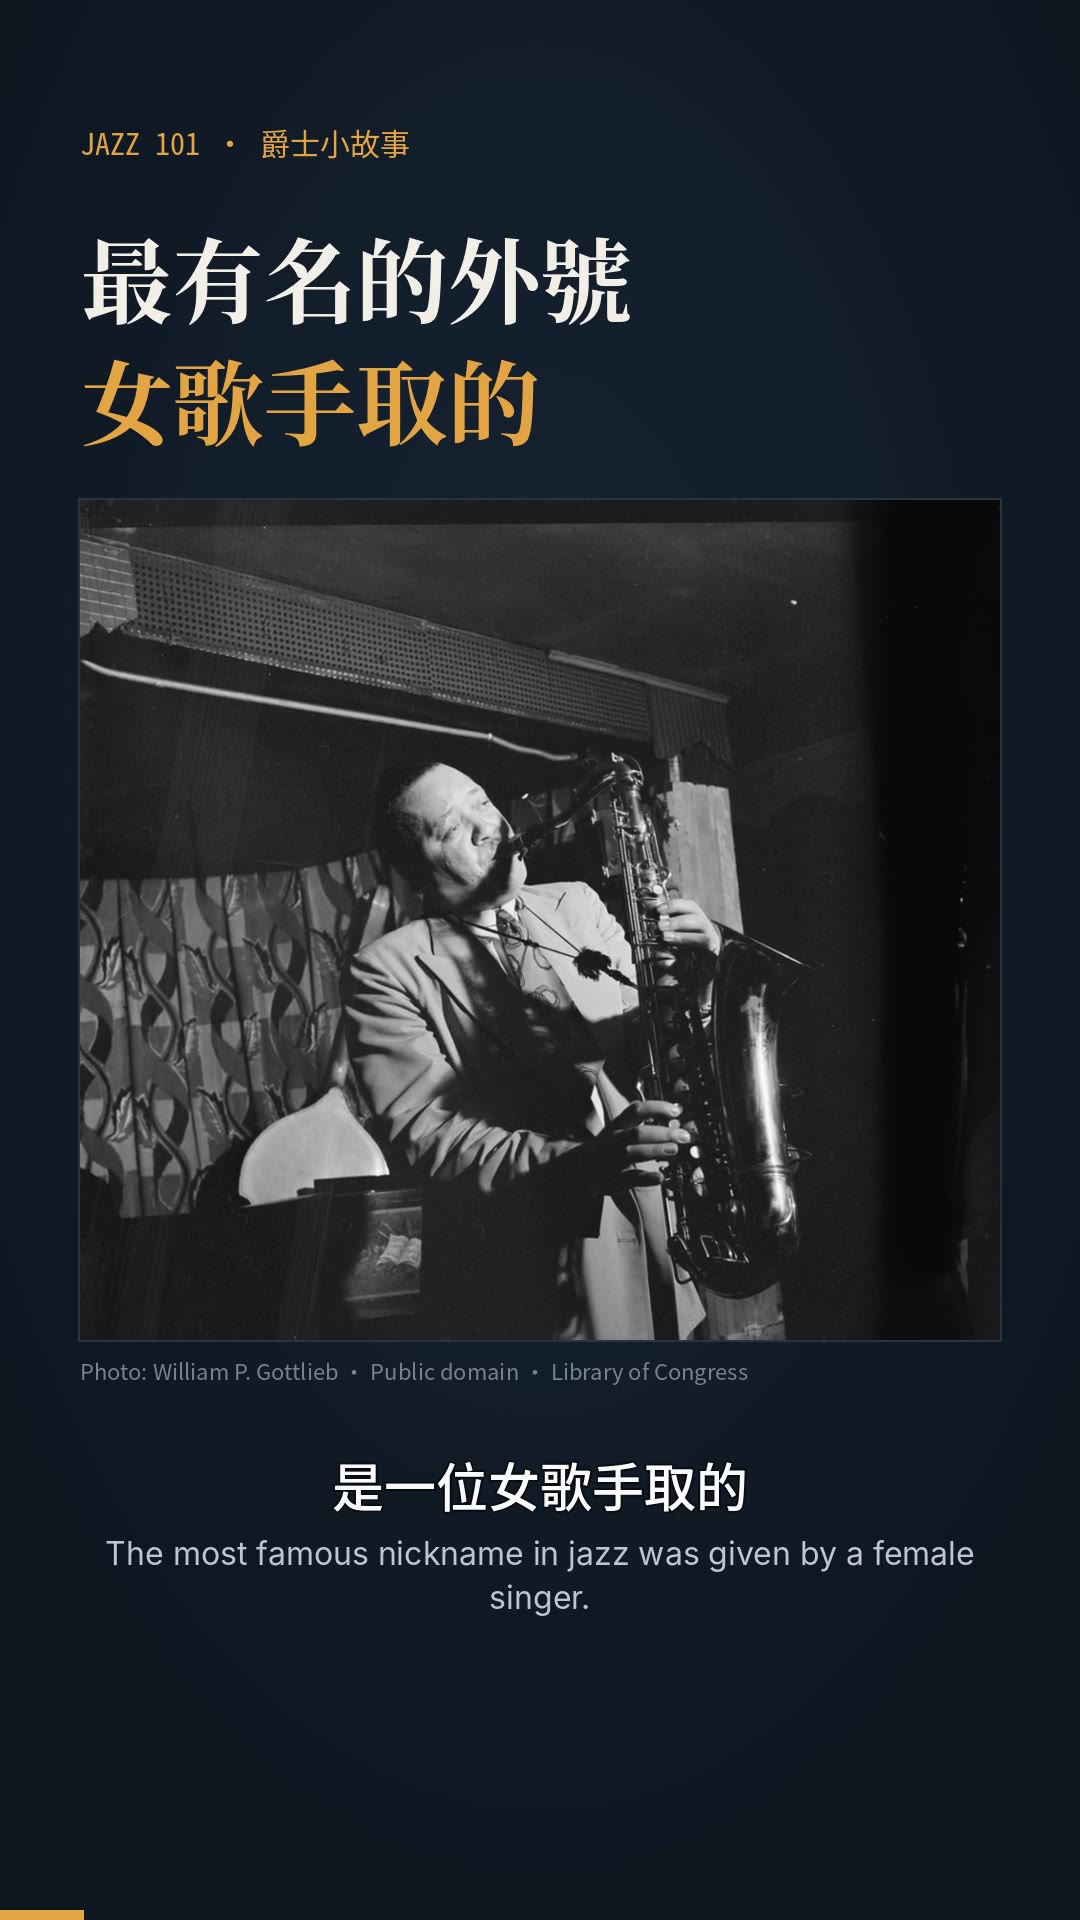 JAZZ 101 • 爵士小故事
最有名的外號
女歌手取的
Photo: William P. Gottlieb • Public domain • Library of Congress
是一位女歌手取的
The most famous nickname in jazz was given by a female
singer.